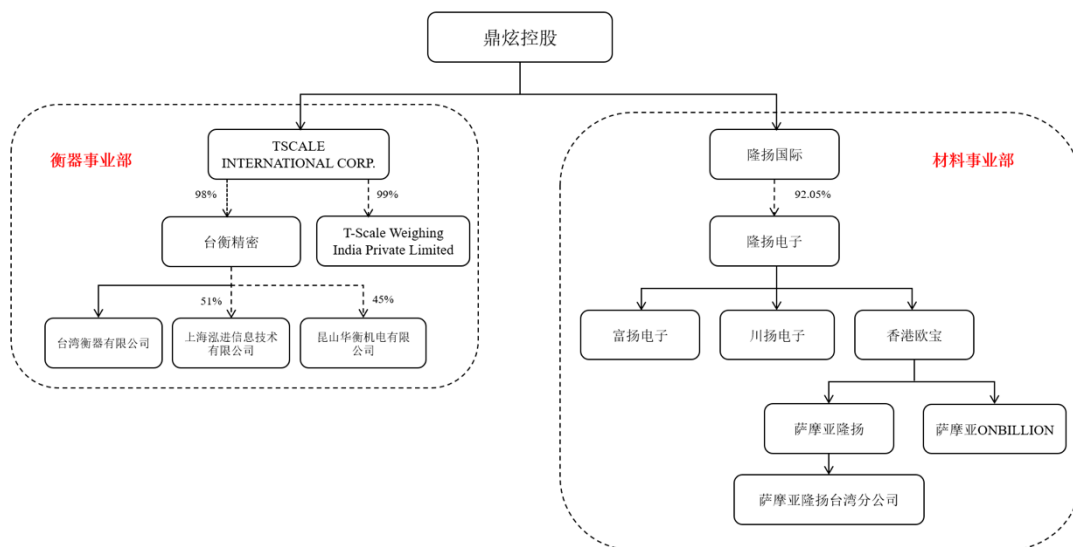 鼎炫控股
衡器事业部
TSCALE
INTERNATIONAL CORP.
隆扬国际
材料事业部
98%
99%
92.05%
台衡精密
T-Scale Weighing
India Private Limited
隆扬电子
51%
45%
台湾衡器有限公司
上海泓进信息技术
有限公司
昆山华衡机电有限
公司
富扬电子
川扬电子
香港欧宝
萨摩亚隆扬
萨摩亚ONBILLION
萨摩亚隆扬台湾分公司